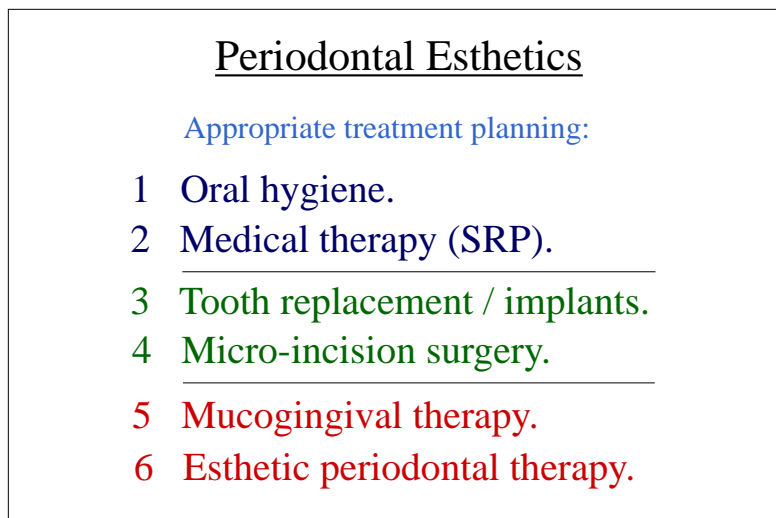 Periodontal Esthetics
Appropriate treatment planning:
1 Oral hygiene.
2 Medical therapy (SRP).
3 Tooth replacement / implants.
4 Micro-incision surgery.
5 Mucogingival therapy.
6 Esthetic periodontal therapy.